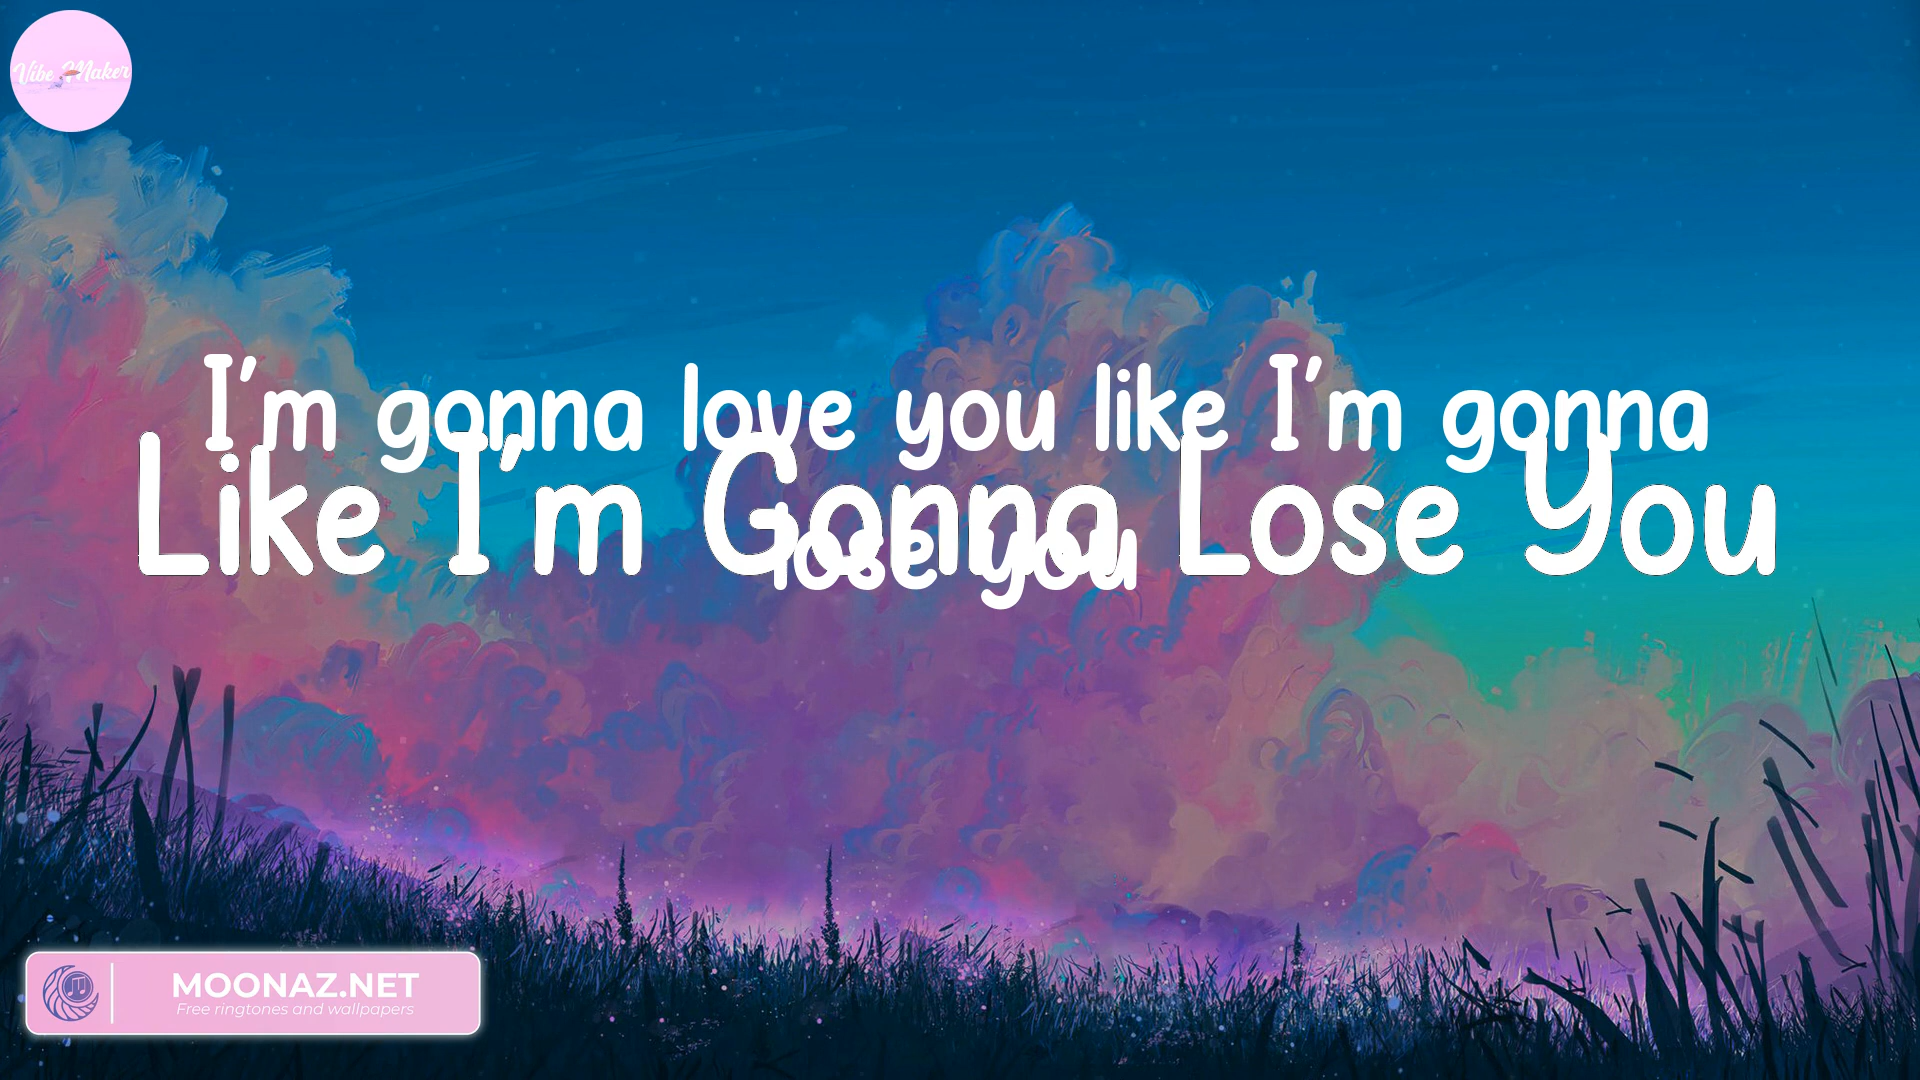 Vibe Maker
I'm gonna love you like I'm gonna
Like I'm Gonna Lose You
lose you
MOONAZ.NET
Free ringtones and wallpapers